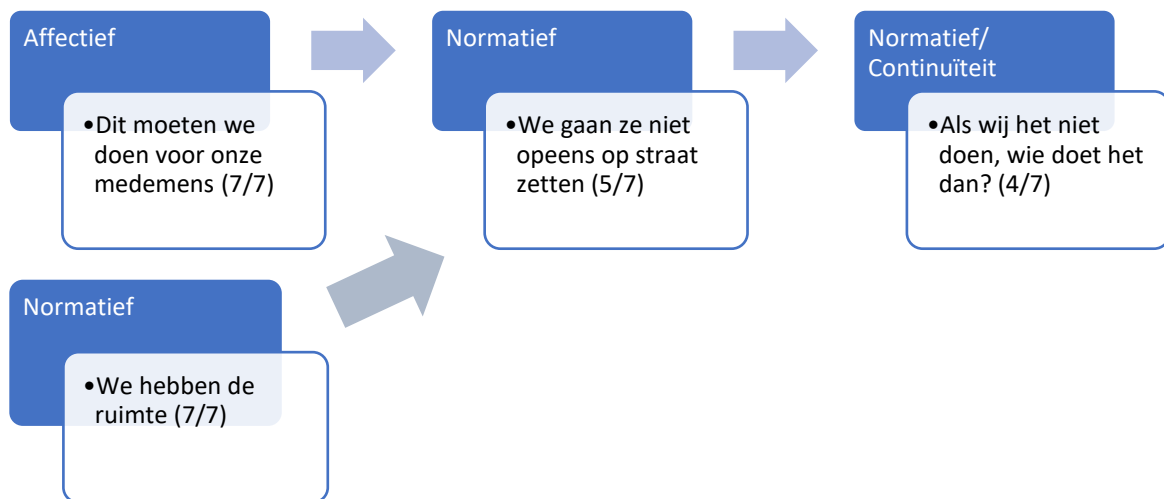 Affectief
•Dit moeten we
doen voor onze
medemens (7/7)
Normatief
•We gaan ze niet
opeens op straat
zetten (5/7)
Normatief/
Continuïteit
•Als wij het niet
doen, wie doet het
dan? (4/7)
Normatief
•We hebben de
ruimte (7/7)